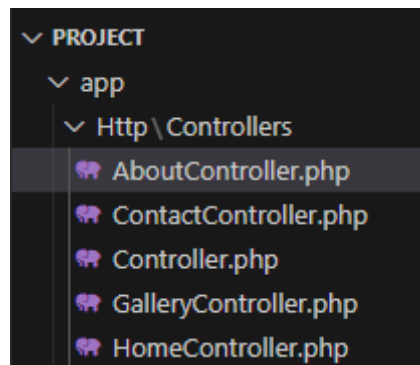 PROJECT
app
Http\Controllers
AboutController.php
ContactController.php
Controller.php
GalleryController.php
HomeController.php